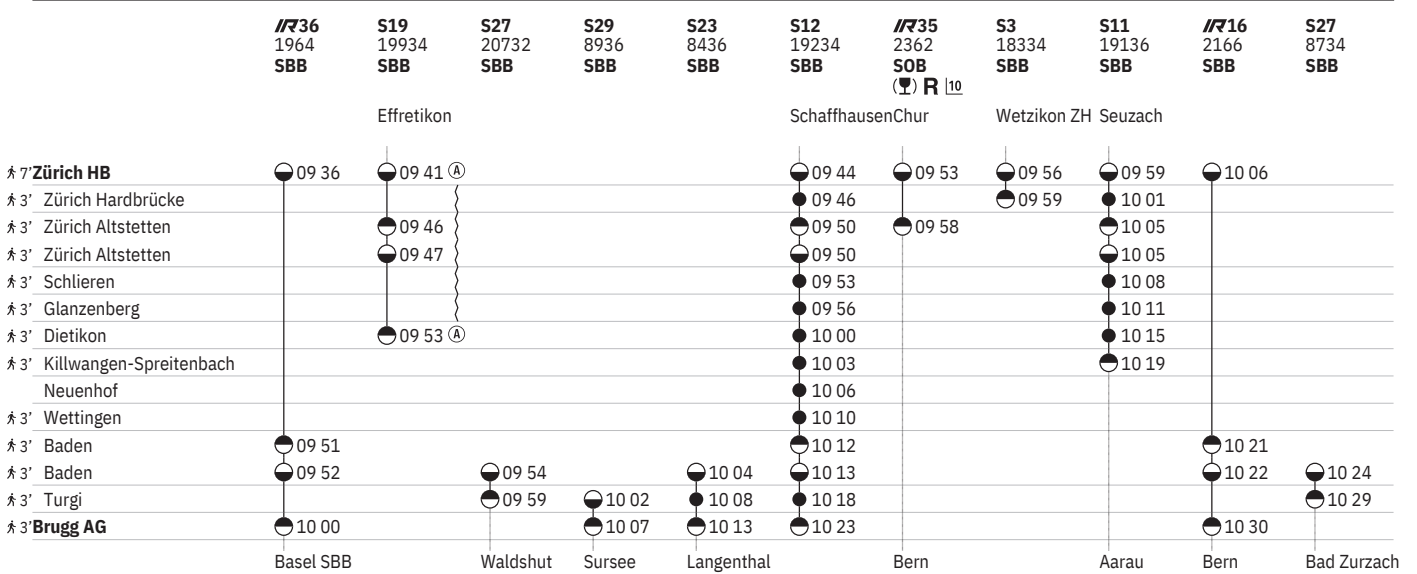 IR36 S19 S27 S29 S23 S12 IR35 S3 S11 IR16 S27
1964 19934 20732 8936 8436 19234 2362 18334 19136 2166 8734
SBB SBB SBB SBB SBB SBB SOB SBB SBB SBB SBB
R 10
Effretikon Schaffhausen Chur Wetzikon ZH Seuzach
7' Zürich HB 09 36 09 41 A 09 44 09 53 09 56 09 59 10 06
3' Zürich Hardbrücke 09 46 09 59 10 01
3' Zürich Altstetten 09 46 09 50 09 58 10 05
3' Zürich Altstetten 09 47 09 50 10 05
3' Schlieren 09 53 10 08
3' Glanzenberg 09 56 10 11
3' Dietikon 09 53 A 10 00 10 15
3' Killwangen-Spreitenbach 10 03 10 19
Neuenhof 10 06
3' Wettingen 10 10
3' Baden 09 51 10 12 10 21
3' Baden 09 52 09 54 10 04 10 13 10 22 10 24
3' Turgi 09 59 10 02 10 08 10 18 10 29
3' Brugg AG 10 00 10 07 10 13 10 23 10 30
Basel SBB Waldshut Sursee Langenthal Bern Aarau Bern Bad Zurzach